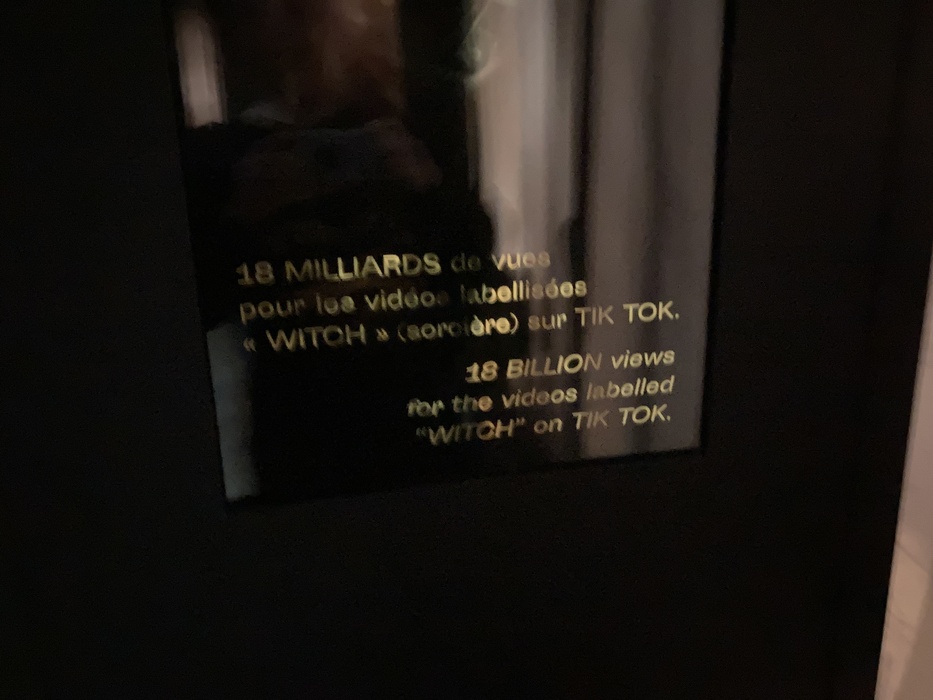 18 MILLIARDS de vues
pour les vidéos labellisées
« WITCH » (sorcière) sur TIK TOK.
18 BILLION views
for the videos labelled
“WITCH” on TIK TOK.